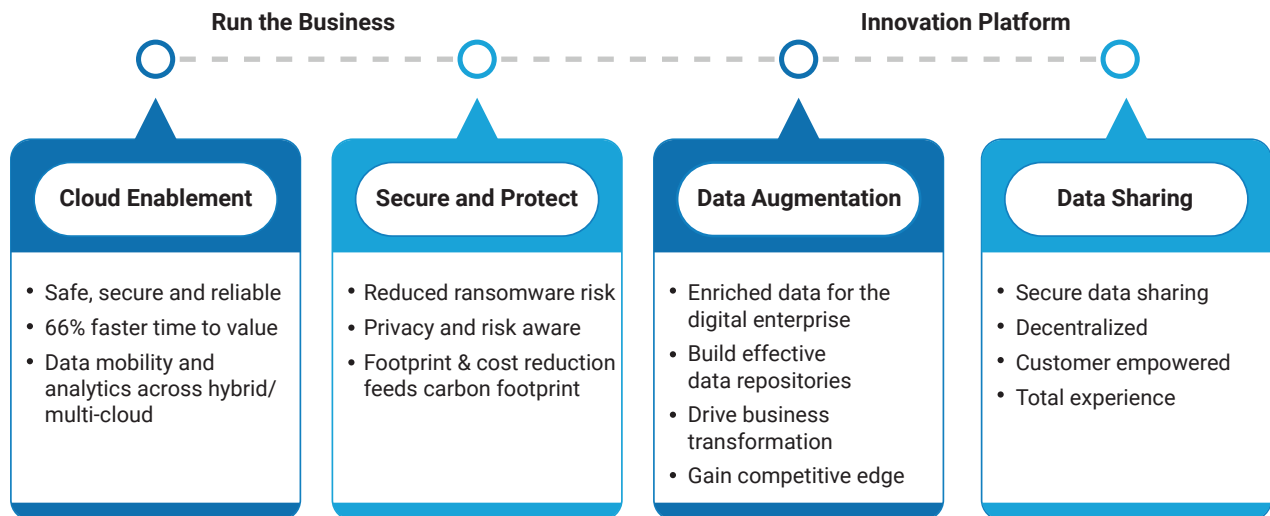 Run the Business
Innovation Platform
Cloud Enablement
• Safe, secure and reliable
• 66% faster time to value
• Data mobility and
analytics across hybrid/
multi-cloud
Secure and Protect
• Reduced ransomware risk
• Privacy and risk aware
• Footprint & cost reduction
feeds carbon footprint
Data Augmentation
• Enriched data for the
digital enterprise
• Build effective
data repositories
• Drive business
transformation
• Gain competitive edge
Data Sharing
• Secure data sharing
• Decentralized
• Customer empowered
• Total experience